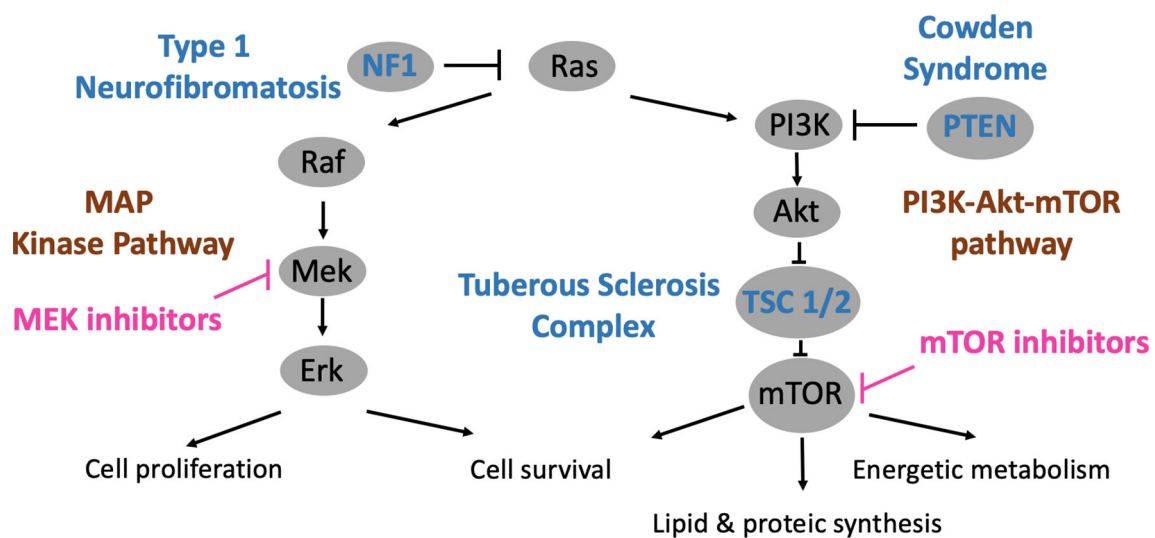 Type 1
Neurofibromatosis
NF1
Ras
Cowden
Syndrome
PI3K
PTEN
Raf
MAP
Kinase Pathway
Akt
PI3K-Akt-mTOR
pathway
Mek
MEK inhibitors
Tuberous Sclerosis
Complex
TSC 1/2
mTOR inhibitors
Erk
mTOR
Cell proliferation
Cell survival
Energetic metabolism
Lipid & proteic synthesis